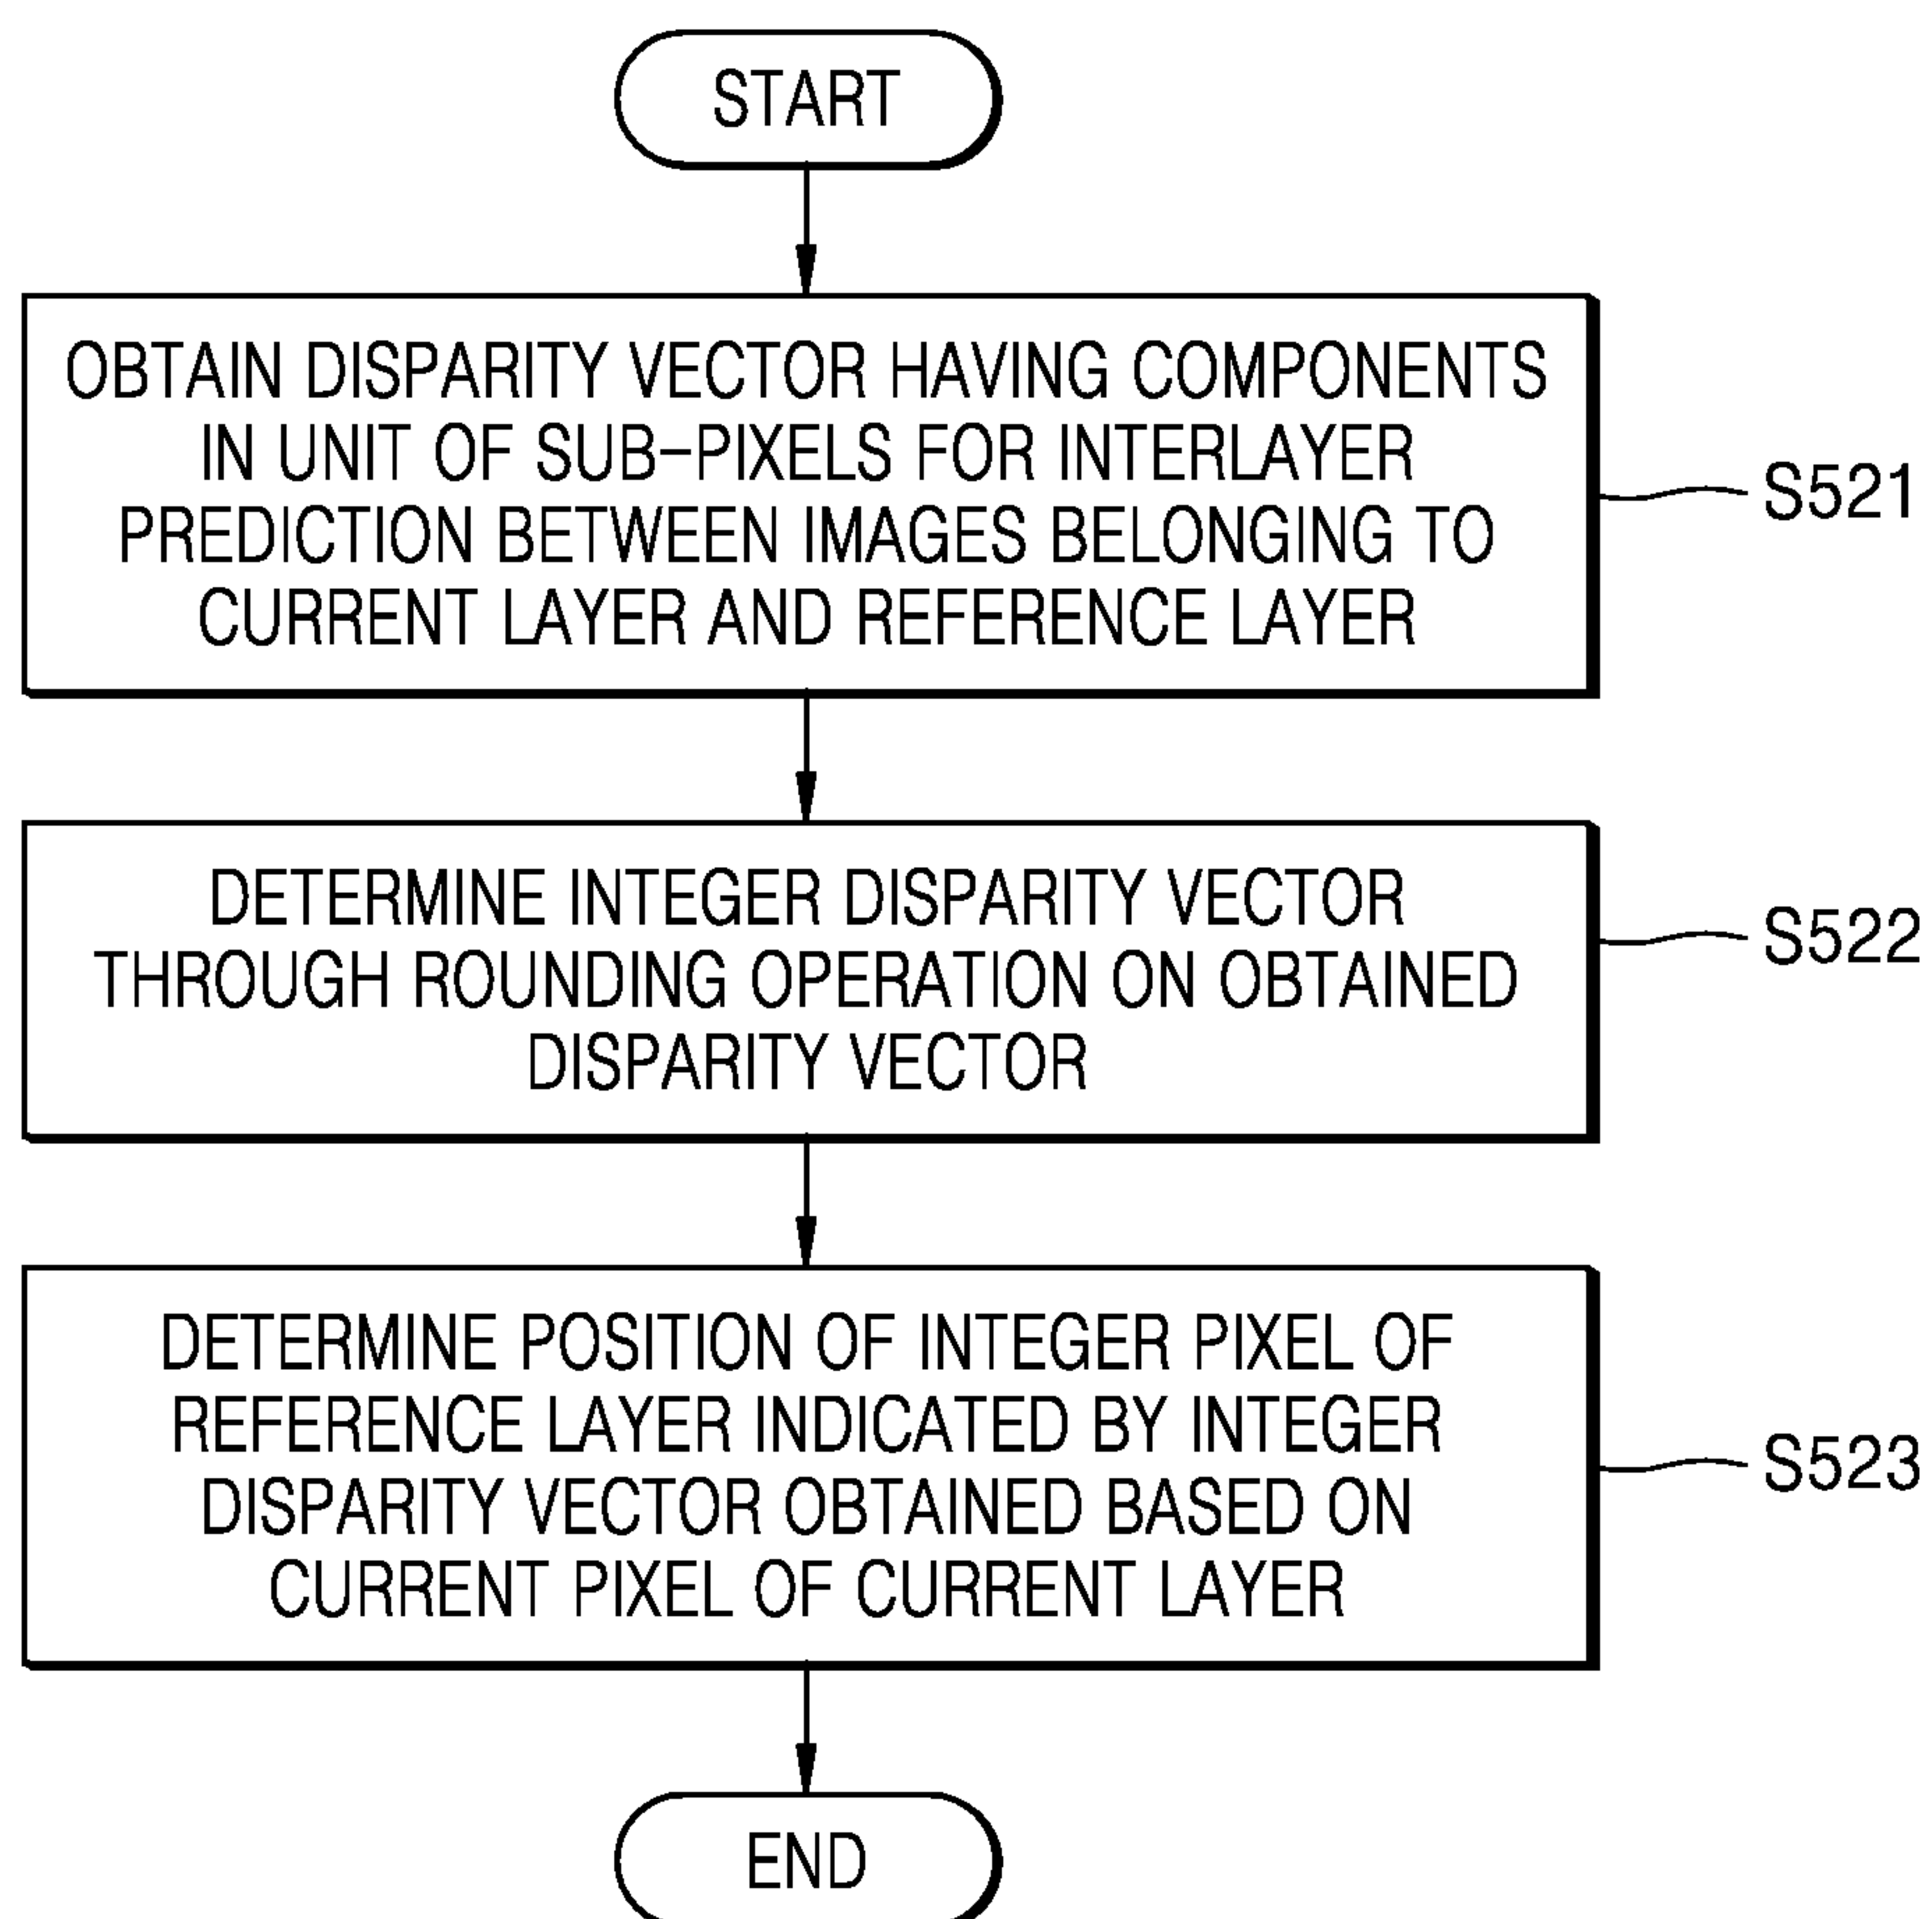 START
OBTAIN DISPARITY VECTOR HAVING COMPONENTS
IN UNIT OF SUB-PIXELS FOR INTERLAYER
PREDICTION BETWEEN IMAGES BELONGING TO
CURRENT LAYER AND REFERENCE LAYER
S521
DETERMINE INTEGER DISPARITY VECTOR
THROUGH ROUNDING OPERATION ON OBTAINED
DISPARITY VECTOR
S522
DETERMINE POSITION OF INTEGER PIXEL OF
REFERENCE LAYER INDICATED BY INTEGER
DISPARITY VECTOR OBTAINED BASED ON
CURRENT PIXEL OF CURRENT LAYER
S523
END